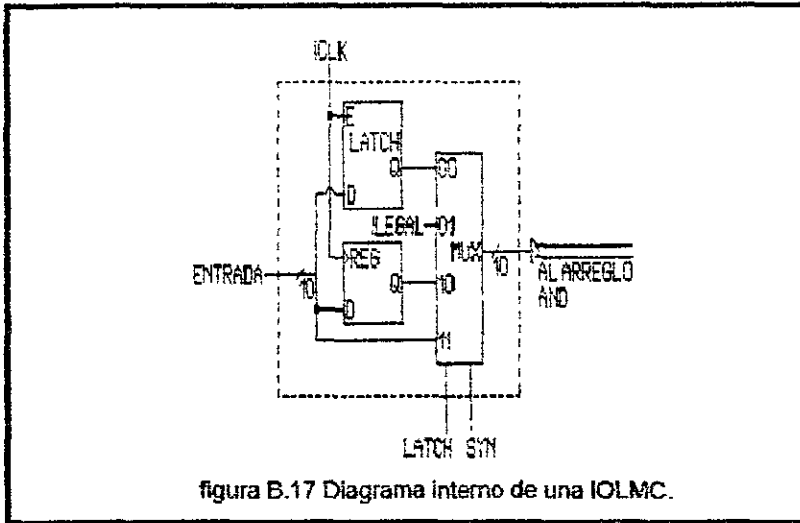 ICLK
E
LATCH
Q
00
D
ILEGAL
01
MUX
REG
ENTRADA
10
10
Q
10
AL ARREGLO
AND
D
11
LATCH SYN
figura B.17 Diagrama interno de una IOLMC.